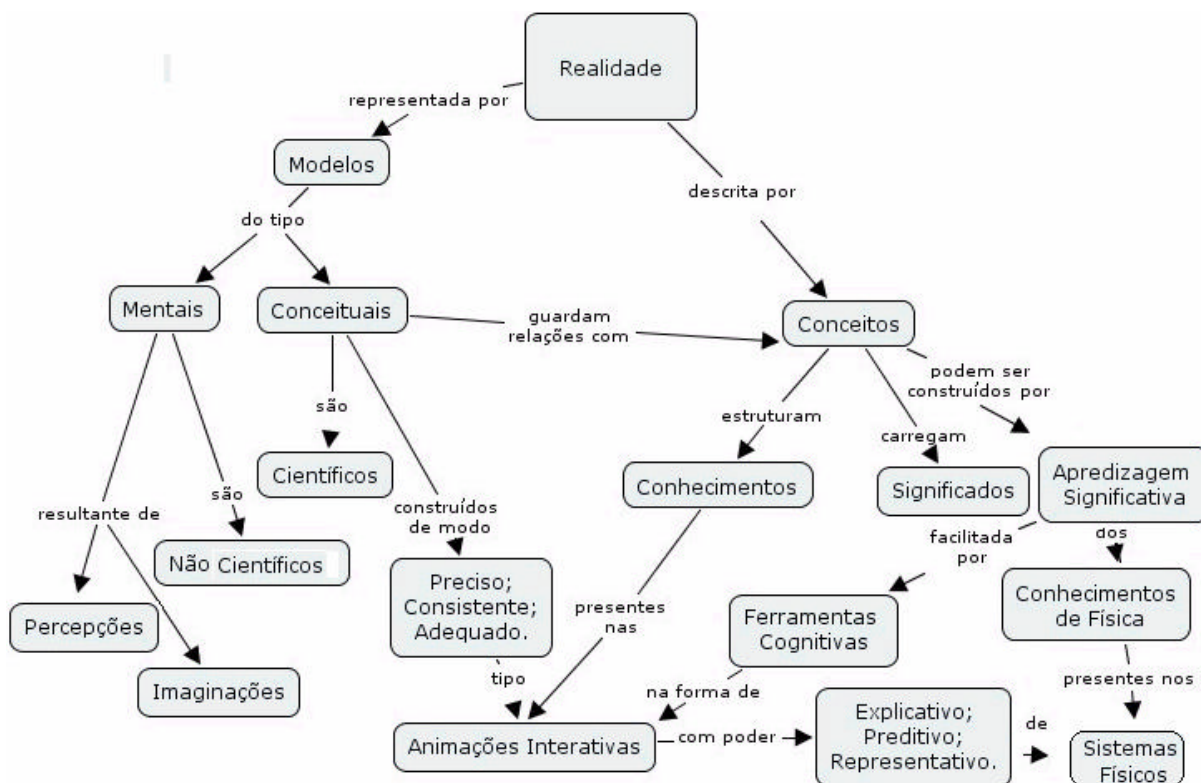 Realidade
representada por
Modelos
descrita por
do tipo
Mentais
Conceituais
guardam
relações com
Conceitos
podem ser
construídos por
são
estruturam
carregam
Científicos
Conhecimentos
Significados
Apredizagem
Significativa
resultante de
são
construídos
de modo
facilitada
por
dos
Não Científicos
Preciso;
Consistente;
Adequado.
presentes
nas
Ferramentas
Cognitivas
Conhecimentos
de Física
Percepções
Imaginações
tipo
na forma de
presentes nos
Animações Interativas
com poder
Explicativo;
Preditivo;
Representativo.
de
Sistemas
Físicos